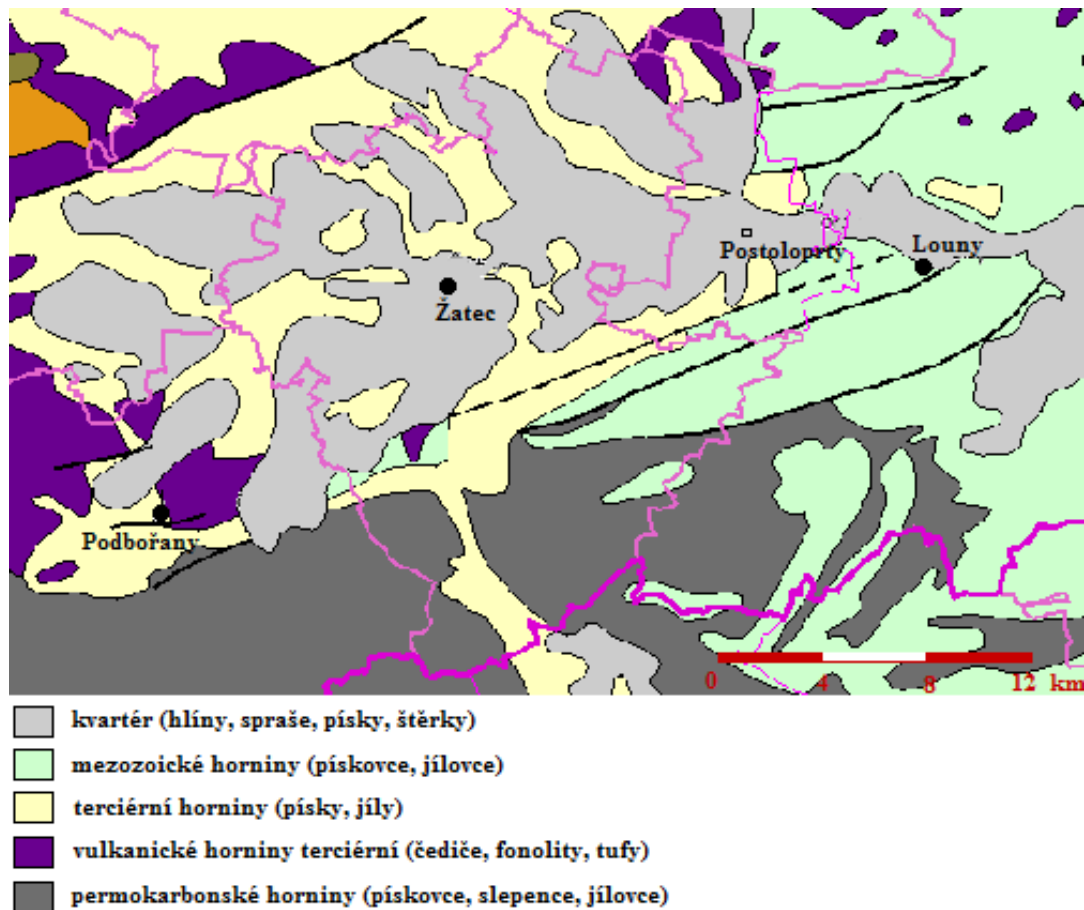 Postoloprty
Louny
Žatec
Podbořany
0 4 8 12 km
kvartér (hlíny, spraše, písky, štěrky)
mezozoické horniny (pískovce, jílovce)
terciérní horniny (písky, jíly)
vulkanické horniny terciérní (čediče, fonolity, tufy)
permokarbonské horniny (pískovce, slepence, jílovce)